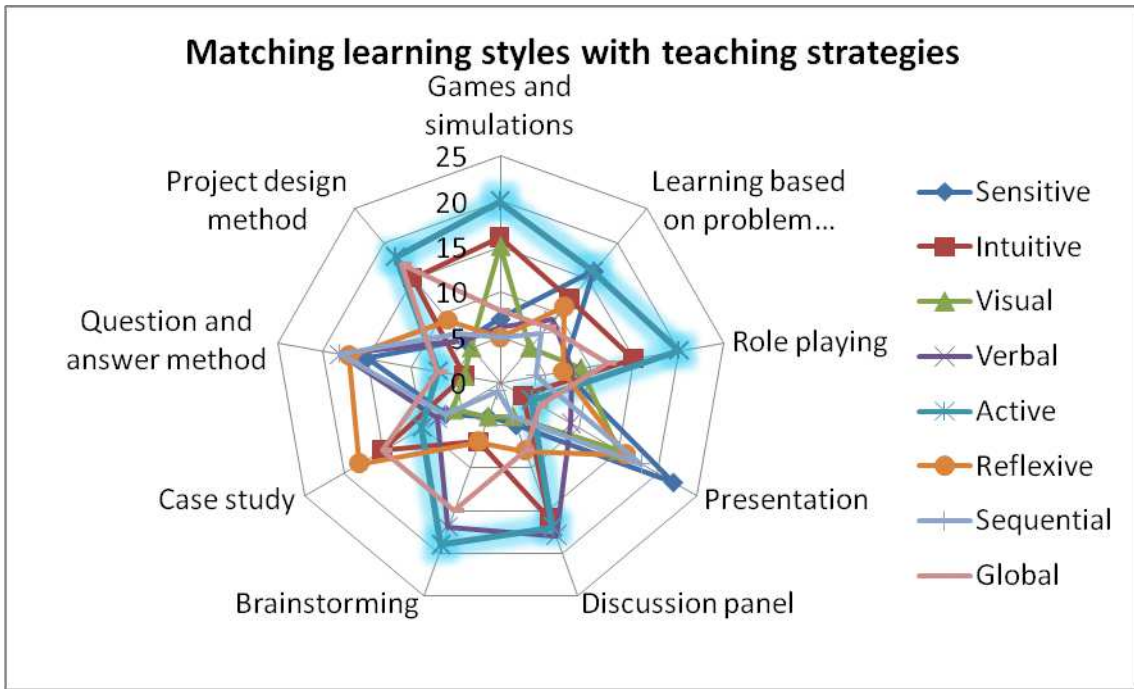 Matching learning styles with teaching strategies
Games and
simulations
25
20
15
10
5
0
Learning based
on problem...
Role playing
Presentation
Discussion panel
Brainstorming
Case study
Question and
answer method
Project design
method
Sensitive
Intuitive
Visual
Verbal
Active
Reflexive
Sequential
Global